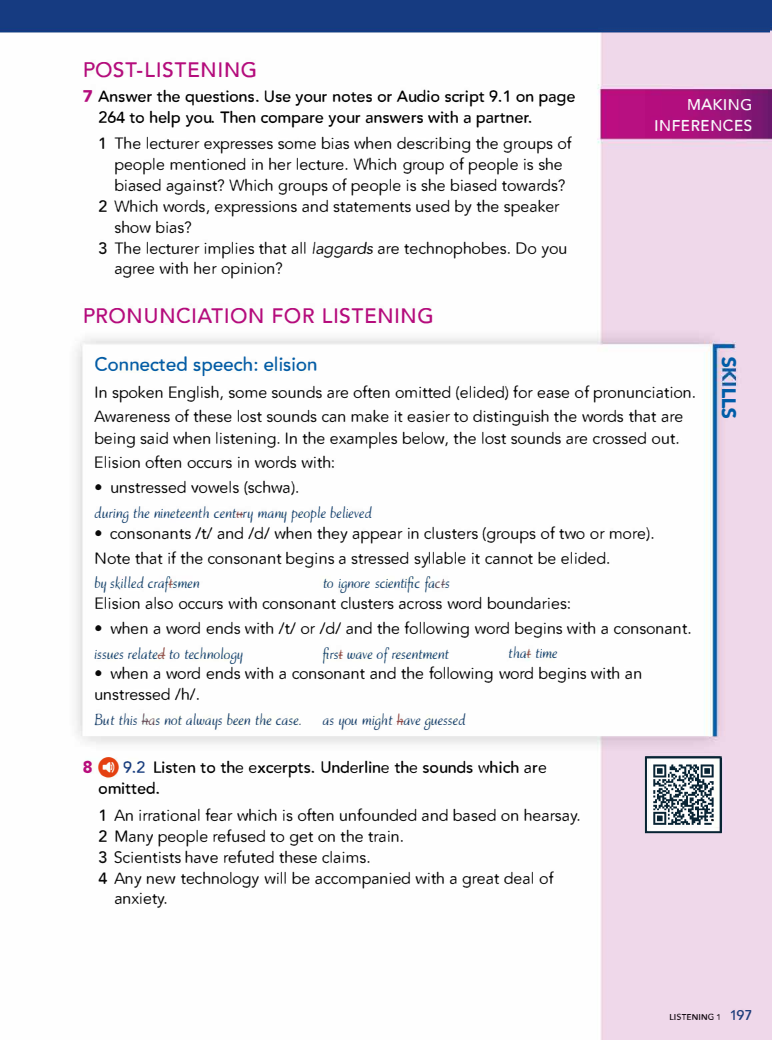 POST-LISTENING
7 Answer the questions. Use your notes or Audio script 9.1 on page
264 to help you. Then compare your answers with a partner.
1 The lecturer expresses some bias when describing the groups of
people mentioned in her lecture. Which group of people is she
biased against? Which groups of people is she biased towards?
2 Which words, expressions and statements used by the speaker
show bias?
3 The lecturer implies that all laggards are technophobes. Do you
agree with her opinion?
MAKING
INFERENCES
PRONUNCIATION FOR LISTENING
SKILLS
Connected speech: elision
In spoken English, some sounds are often omitted (elided) for ease of pronunciation.
Awareness of these lost sounds can make it easier to distinguish the words that are
being said when listening. In the examples below, the lost sounds are crossed out.
Elision often occurs in words with:
• unstressed vowels (schwa).
during the nineteenth century many people believed
• consonants /t/ and /d/ when they appear in clusters (groups of two or more).
Note that if the consonant begins a stressed syllable it cannot be elided.
by skilled craftsmen to ignore scientific facts
Elision also occurs with consonant clusters across word boundaries:
• when a word ends with /t/ or /d/ and the following word begins with a consonant.
issues related to technology first wave of resentment that time
• when a word ends with a consonant and the following word begins with an
unstressed /h/.
But this has not always been the case. as you might have guessed
8 9.2 Listen to the excerpts. Underline the sounds which are
omitted.
1 An irrational fear which is often unfounded and based on hearsay.
2 Many people refused to get on the train.
3 Scientists have refuted these claims.
4 Any new technology will be accompanied with a great deal of
anxiety.
LISTENING 1 197